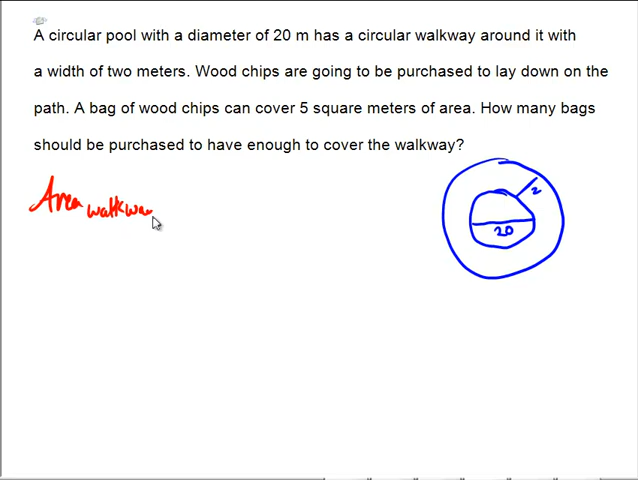 A circular pool with a diameter of 20 m has a circular walkway around it with
a width of two meters. Wood chips are going to be purchased to lay down on the
path. A bag of wood chips can cover 5 square meters of area. How many bags
should be purchased to have enough to cover the walkway?
Area walkwa
2
20